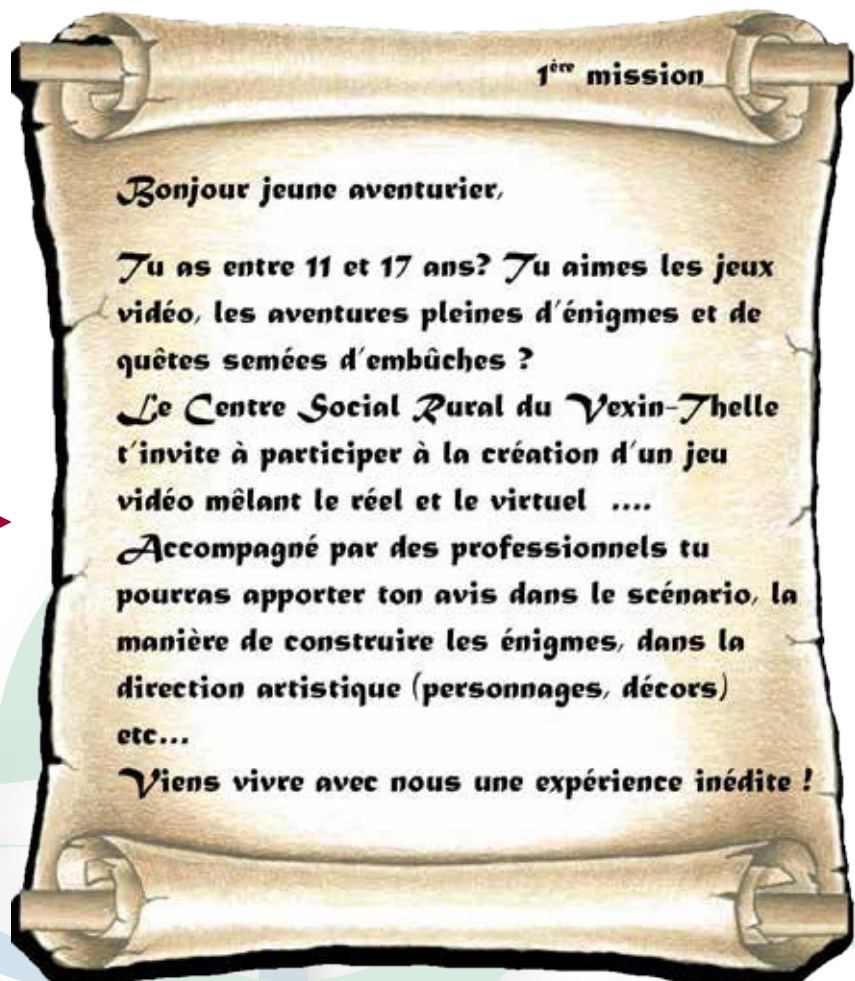 1ère mission
Bonjour jeune aventurier,
Tu as entre 11 et 17 ans? Tu aimes les jeux
vidéo, les aventures pleines d'énigmes et de
quêtes semées d'embûches ?
Le Centre Social Rural du Vexin-Thelle
t'invite à participer à la création d'un jeu
vidéo mêlant le réel et le virtuel ....
Accompagné par des professionnels tu
pourras apporter ton avis dans le scénario, la
manière de construire les énigmes, dans la
direction artistique (personnages, décors)
etc...
Viens vivre avec nous une expérience inédite !